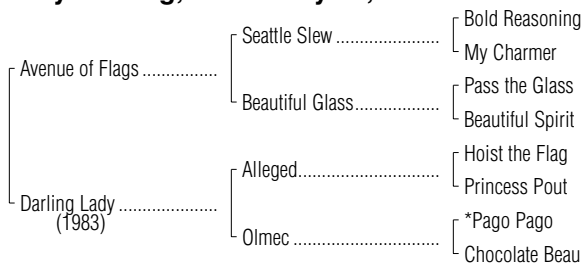 Bold Reasoning
Seattle Slew ......................
My Charmer
Avenue of Flags ...............
Pass the Glass
Beautiful Glass..................
Beautiful Spirit
Hoist the Flag
Alleged..............................
Princess Pout
Darling Lady ....................
(1983)
*Pago Pago
Olmec ...............................
Chocolate Beau